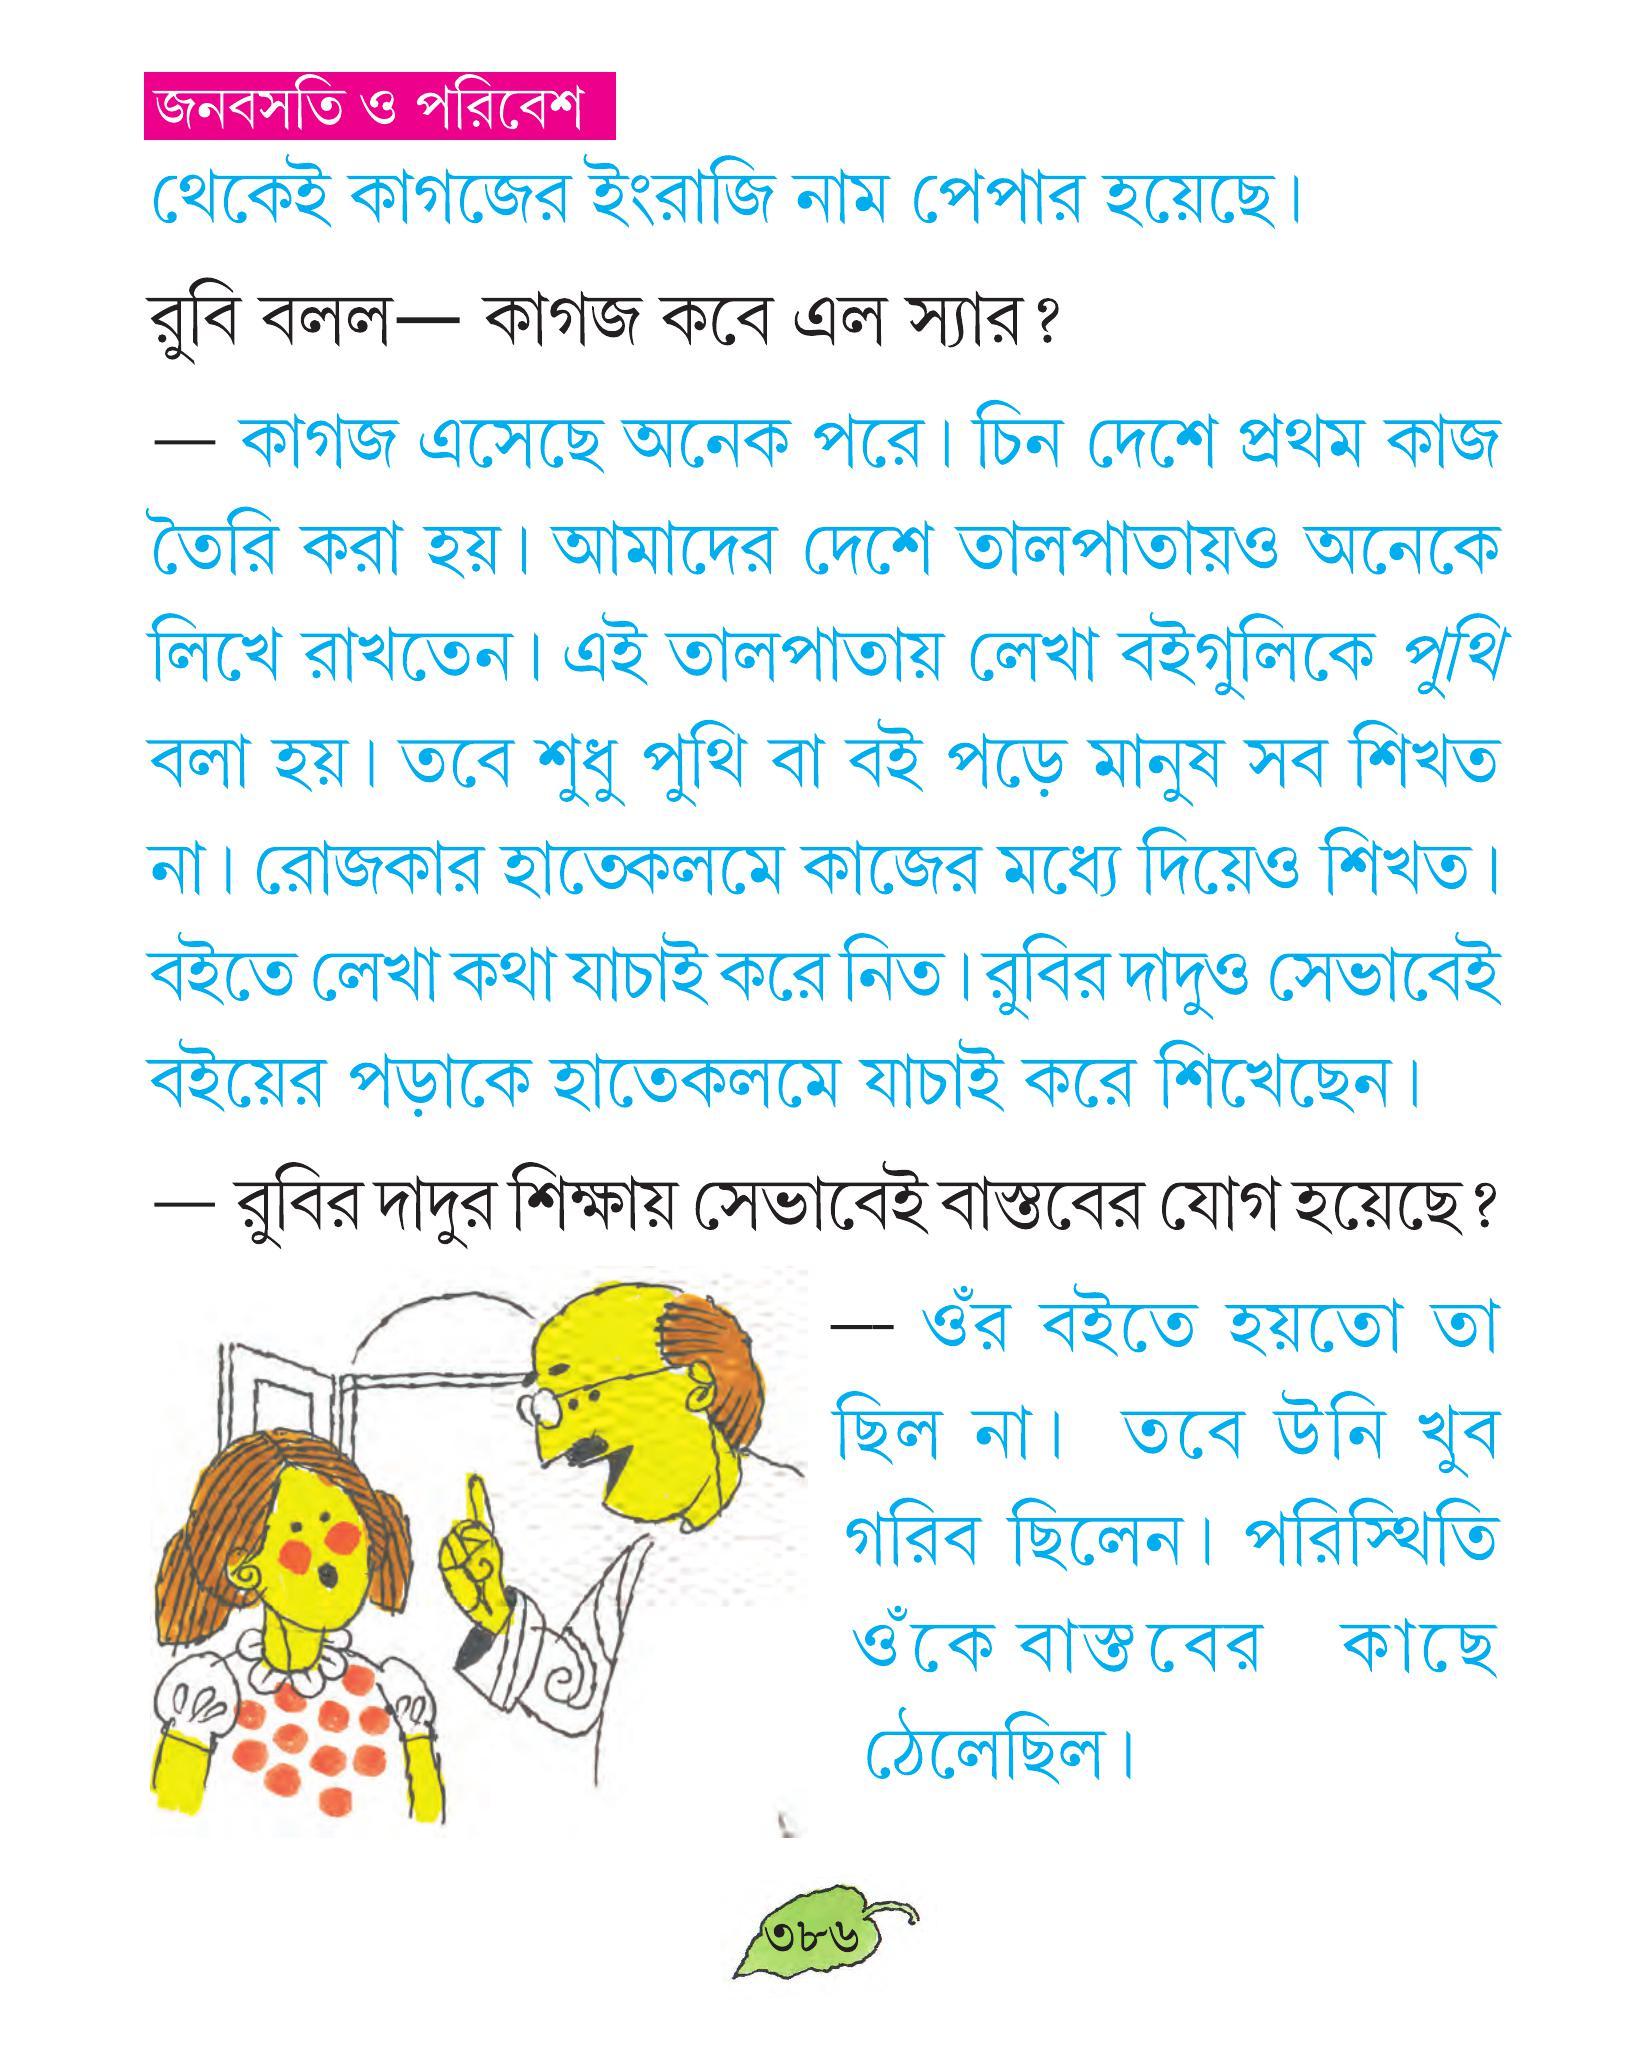 জনবসতি ও পরিবেশ
থেকেই কাগজের ইংরাজি নাম পেপার হয়েছে।
রুবি বলল— কাগজ কবে এল স্যার?
— কাগজ এসেছে অনেক পরে। চিন দেশে প্রথম কাজ
তৈরি করা হয়। আমাদের দেশে তালপাতায়ও অনেকে
লিখে রাখতেন। এই তালপাতায় লেখা বইগুলিকে পুথি
বলা হয়। তবে শুধু পুথি বা বই পড়ে মানুষ সব শিখত
না। রোজকার হাতেকলমে কাজের মধ্যে দিয়েও শিখত।
বইতে লেখা কথা যাচাই করে নিত। রুবির দাদুও সেভাবেই
বইয়ের পড়াকে হাতেকলমে যাচাই করে শিখেছেন।
— রুবির দাদুর শিক্ষায় সেভাবেই বাস্তবের যোগ হয়েছে?
— ওঁর বইতে হয়তো তা
ছিল না। তবে উনি খুব
গরিব ছিলেন। পরিস্থিতি
ওঁকে বাস্তবের কাছে
ঠেলেছিল।
৩৮৬